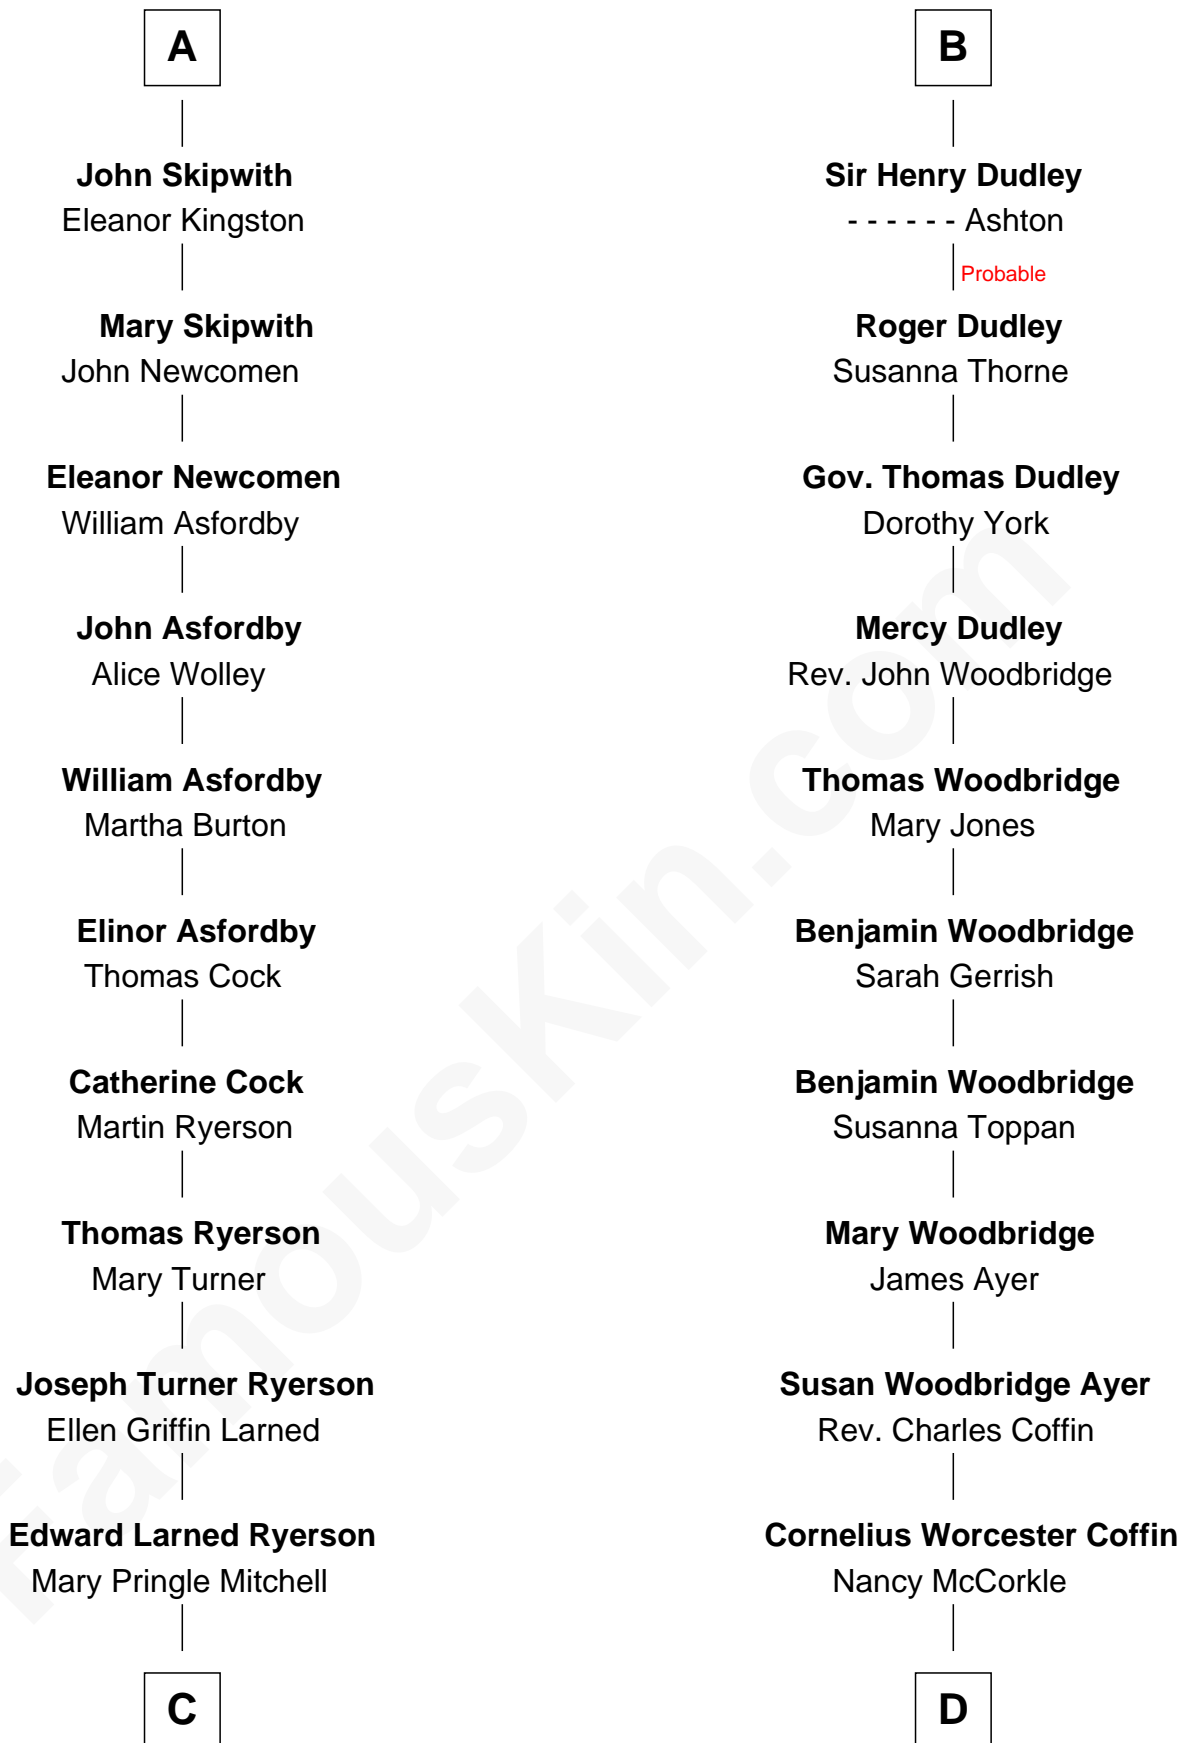 A
John Skipwith
Eleanor Kingston
Mary Skipwith
John Newcomen
Eleanor Newcomen
William Asfordby
John Asfordby
Alice Wolley
William Asfordby
Martha Burton
Elinor Asfordby
Thomas Cock
Catherine Cock
Martin Ryerson
Thomas Ryerson
Mary Turner
Joseph Turner Ryerson
Ellen Griffin Larned
Edward Larned Ryerson
Mary Pringle Mitchell
C
B
Sir Henry Dudley
- - - - - - Ashton
Probable
Roger Dudley
Susanna Thorne
Gov. Thomas Dudley
Dorothy York
Mercy Dudley
Rev. John Woodbridge
Thomas Woodbridge
Mary Jones
Benjamin Woodbridge
Sarah Gerrish
Benjamin Woodbridge
Susanna Toppan
Mary Woodbridge
James Ayer
Susan Woodbridge Ayer
Rev. Charles Coffin
Cornelius Worcester Coffin
Nancy McCorkle
D
FamousKin.com